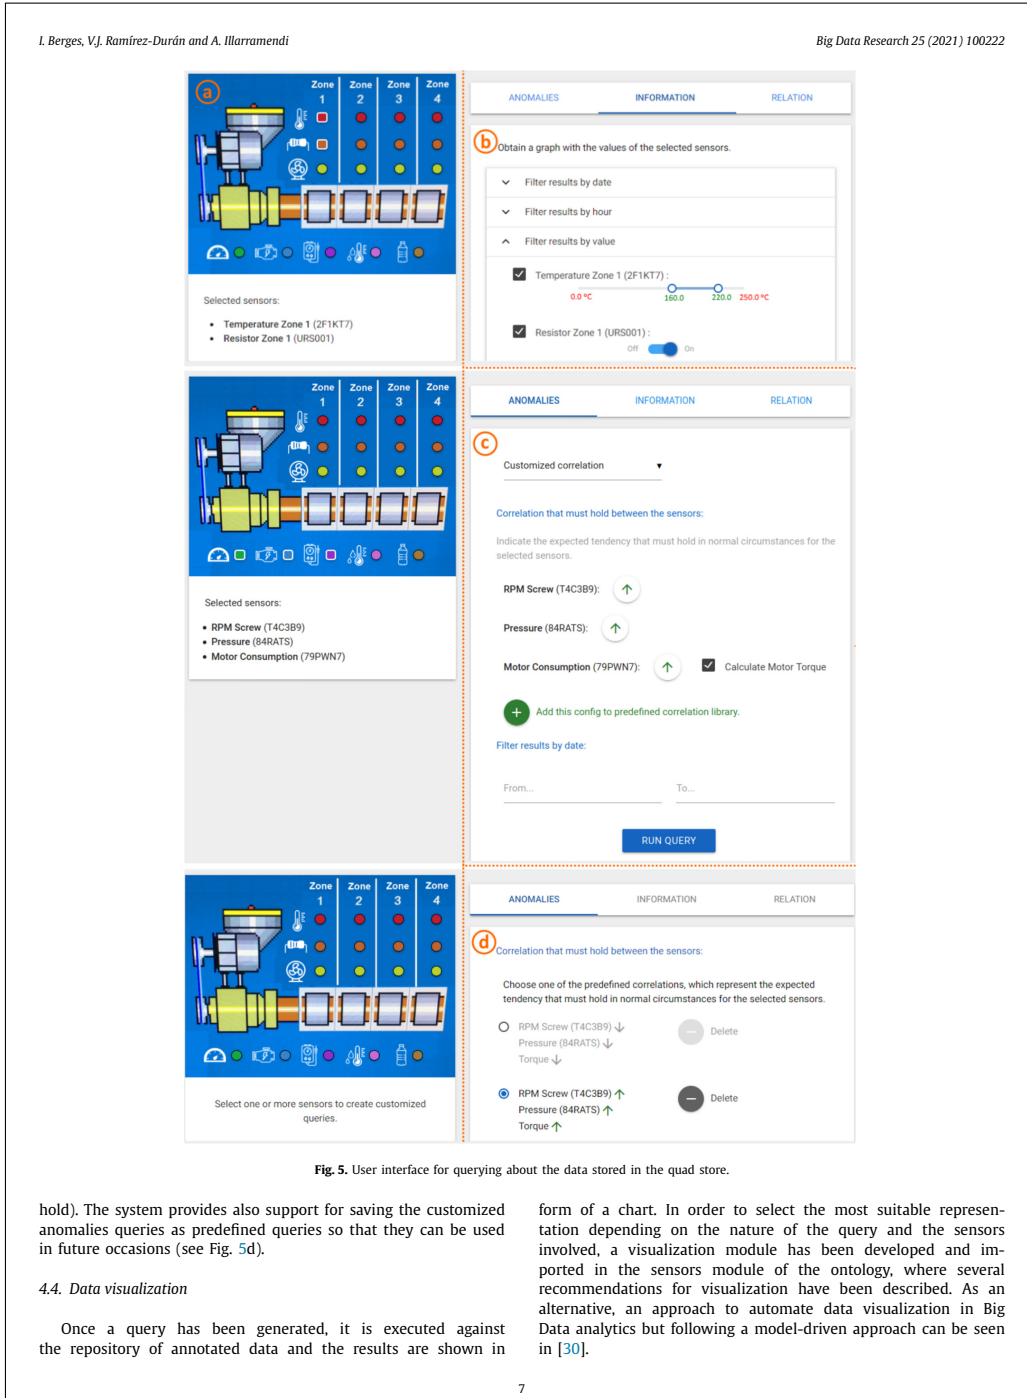 I. Berges, V.J. Ramírez-Durán and A. Illarramendi
Big Data Research 25 (2021) 100222
a
Zone 1
Zone 2
Zone 3
Zone 4
Selected sensors:
• Temperature Zone 1 (2F1KT7)
• Resistor Zone 1 (URS001)
ANOMALIES INFORMATION RELATION
b
Obtain a graph with the values of the selected sensors.
Filter results by date
Filter results by hour
Filter results by value
Temperature Zone 1 (2F1KT7) :
0.0 ºC 160.0 220.0 250.0 ºC
Resistor Zone 1 (URS001) :
Off On
Zone 1
Zone 2
Zone 3
Zone 4
Selected sensors:
• RPM Screw (T4C3B9)
• Pressure (84RATS)
• Motor Consumption (79PWN7)
ANOMALIES INFORMATION RELATION
c
Customized correlation
Correlation that must hold between the sensors:
Indicate the expected tendency that must hold in normal circumstances for the
selected sensors.
RPM Screw (T4C3B9): ↑
Pressure (84RATS): ↑
Motor Consumption (79PWN7): ↑ Calculate Motor Torque
+ Add this config to predefined correlation library.
Filter results by date:
From... To...
RUN QUERY
Zone 1
Zone 2
Zone 3
Zone 4
Select one or more sensors to create customized
queries.
ANOMALIES INFORMATION RELATION
d
Correlation that must hold between the sensors:
Choose one of the predefined correlations, which represent the expected
tendency that must hold in normal circumstances for the selected sensors.
RPM Screw (T4C3B9) ↓
Pressure (84RATS) ↓
Torque ↓
Delete
RPM Screw (T4C3B9) ↑
Pressure (84RATS) ↑
Torque ↑
Delete
Fig. 5. User interface for querying about the data stored in the quad store.
hold). The system provides also support for saving the customized
anomalies queries as predefined queries so that they can be used
in future occasions (see Fig. 5d).
4.4. Data visualization
Once a query has been generated, it is executed against
the repository of annotated data and the results are shown in
form of a chart. In order to select the most suitable represen-
tation depending on the nature of the query and the sensors
involved, a visualization module has been developed and im-
ported in the sensors module of the ontology, where several
recommendations for visualization have been described. As an
alternative, an approach to automate data visualization in Big
Data analytics but following a model-driven approach can be seen
in [30].
7